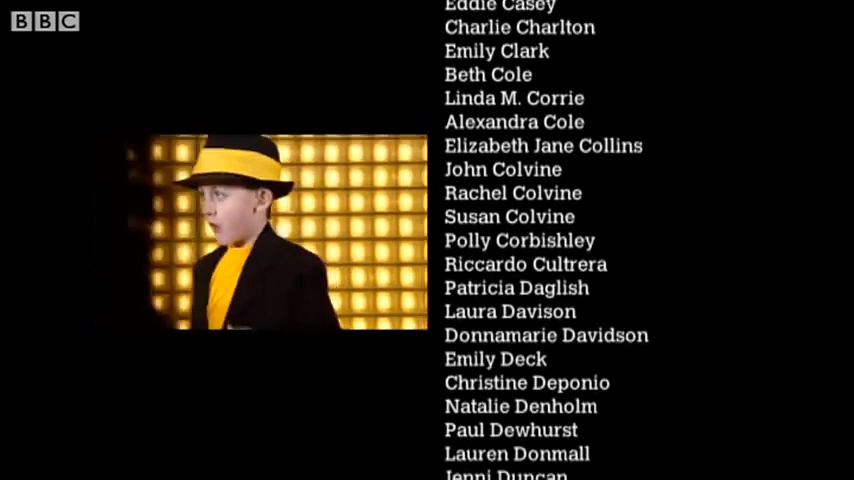 BBC
Eddie Casey
Charlie Charlton
Emily Clark
Beth Cole
Linda M. Corrie
Alexandra Cole
Elizabeth Jane Collins
John Colvine
Rachel Colvine
Susan Colvine
Polly Corbishley
Riccardo Cultrera
Patricia Daglish
Laura Davison
Donnamarie Davidson
Emily Deck
Christine Deponio
Natalie Denholm
Paul Dewhurst
Lauren Donmall
Jenni Duncan